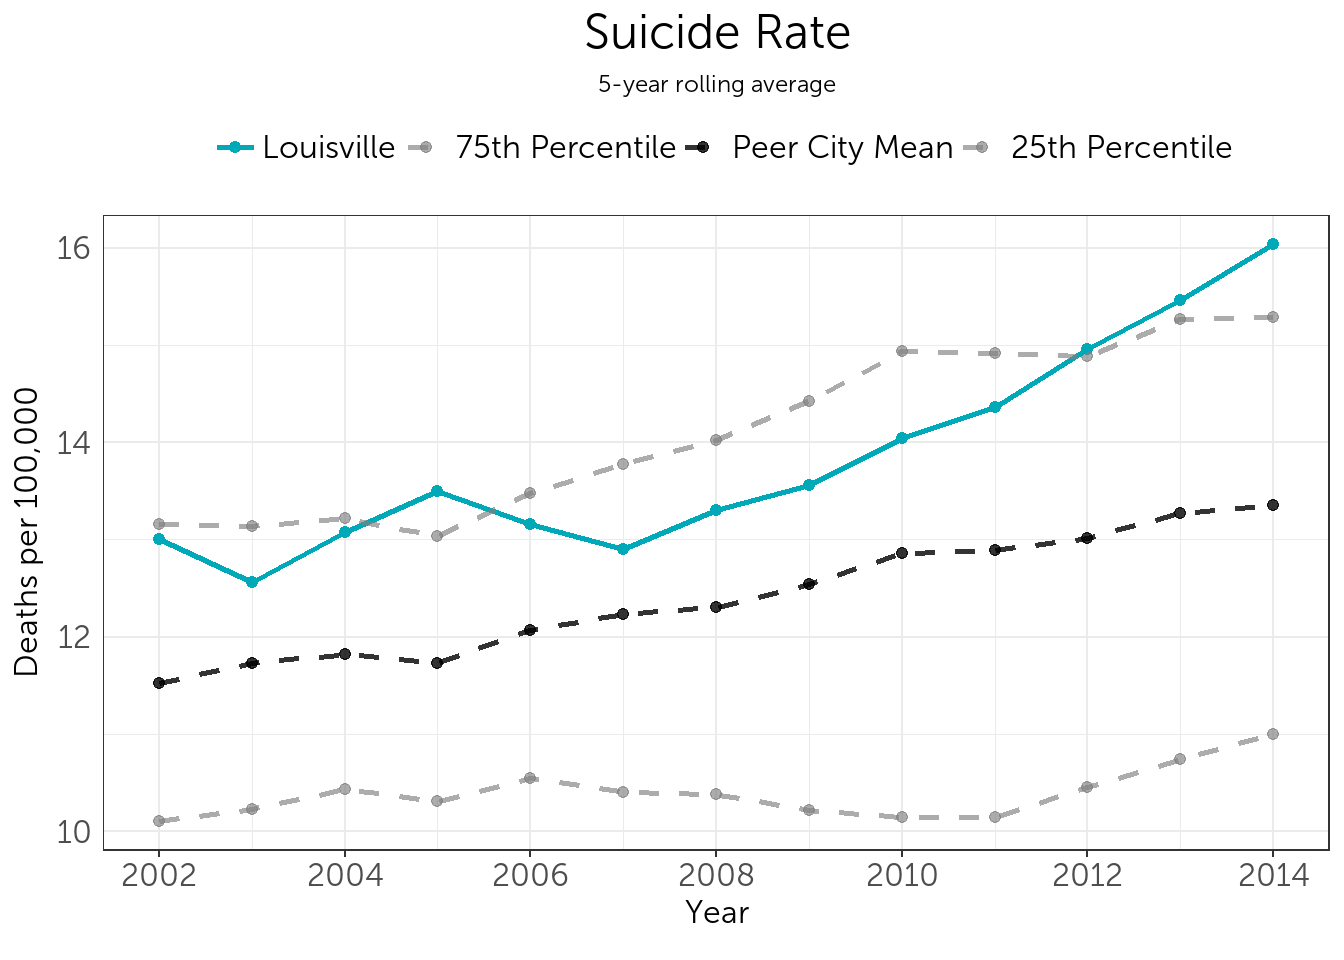 Suicide Rate
5-year rolling average
Louisville 75th Percentile Peer City Mean 25th Percentile
Deaths per 100,000
16
14
12
10
2002 2004 2006 2008 2010 2012 2014
Year